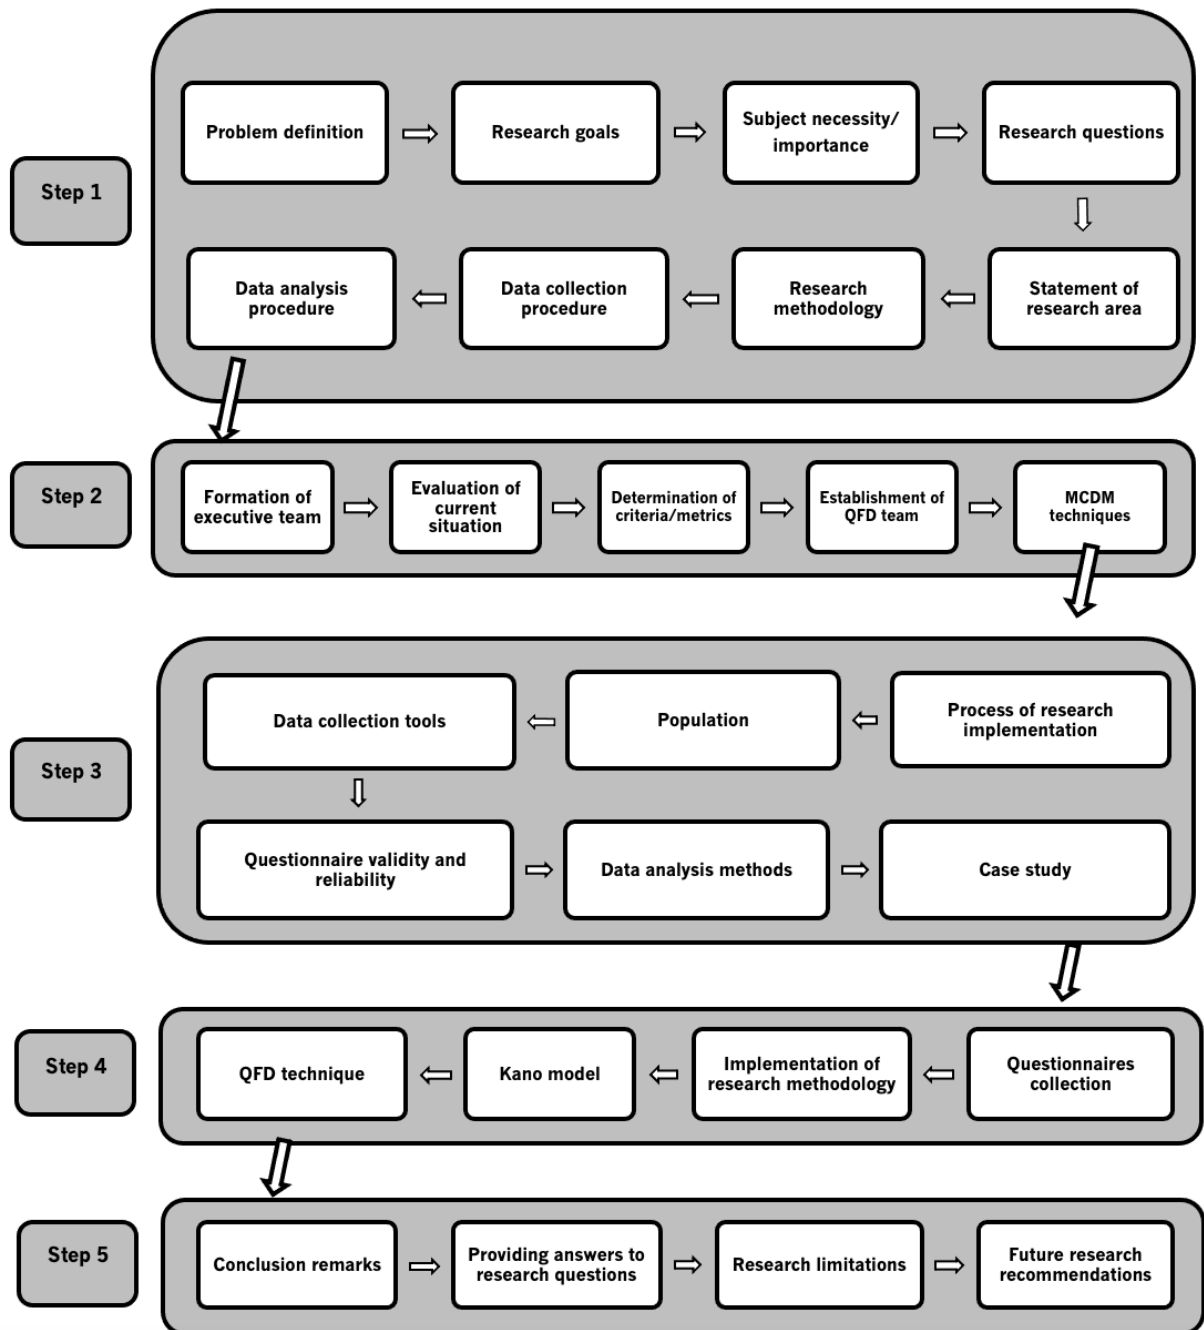 Step 1
Problem definition
Research goals
Subject necessity/
importance
Research questions
Statement of
research area
Research
methodology
Data collection
procedure
Data analysis
procedure
Step 2
Formation of
executive team
Evaluation of
current
situation
Determination of
criteria/metrics
Establishment of
QFD team
MCDM
techniques
Step 3
Process of research
implementation
Population
Data collection tools
Questionnaire validity and
reliability
Data analysis methods
Case study
Step 4
Questionnaires
collection
Implementation of
research methodology
Kano model
QFD technique
Step 5
Conclusion remarks
Providing answers to
research questions
Research limitations
Future research
recommendations